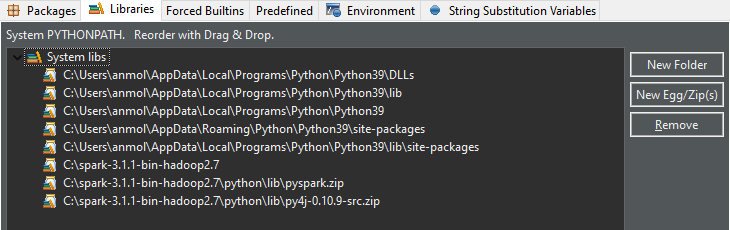 Packages Libraries Forced Builtins Predefined Environment String Substitution Variables
System PYTHONPATH. Reorder with Drag & Drop.
System libs
C:\Users\anmol\AppData\Local\Programs\Python\Python39\DLLs
C:\Users\anmol\AppData\Local\Programs\Python\Python39\lib
C:\Users\anmol\AppData\Local\Programs\Python\Python39
C:\Users\anmol\AppData\Roaming\Python\Python39\site-packages
C:\Users\anmol\AppData\Local\Programs\Python\Python39\lib\site-packages
C:\spark-3.1.1-bin-hadoop2.7
C:\spark-3.1.1-bin-hadoop2.7\python\lib\pyspark.zip
C:\spark-3.1.1-bin-hadoop2.7\python\lib\py4j-0.10.9-src.zip
New Folder
New Egg/Zip(s)
Remove